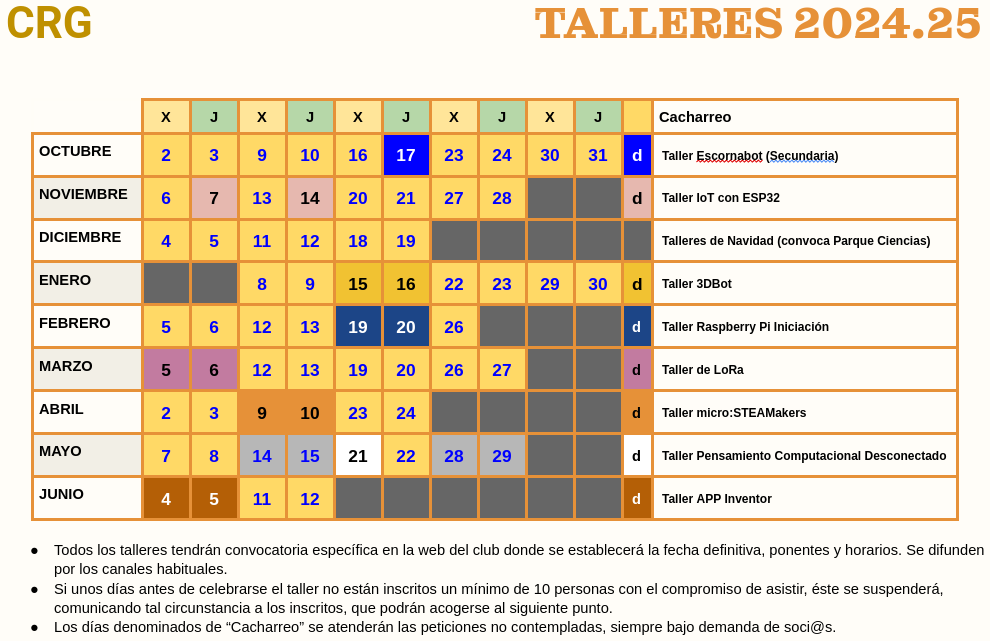 CRG TALLERES 2024.25
X J X J X J X J X J Cacharreo
OCTUBRE 2 3 9 10 16 17 23 24 30 31 d Taller Escornabot (Secundaria)
NOVIEMBRE 6 7 13 14 20 21 27 28 d Taller IoT con ESP32
DICIEMBRE 4 5 11 12 18 19 Talleres de Navidad (convoca Parque Ciencias)
ENERO 8 9 15 16 22 23 29 30 d Taller 3DBot
FEBRERO 5 6 12 13 19 20 26 d Taller Raspberry Pi Iniciación
MARZO 5 6 12 13 19 20 26 27 d Taller de LoRa
ABRIL 2 3 9 10 23 24 d Taller micro:STEAMakers
MAYO 7 8 14 15 21 22 28 29 d Taller Pensamiento Computacional Desconectado
JUNIO 4 5 11 12 d Taller APP Inventor
● Todos los talleres tendrán convocatoria específica en la web del club donde se establecerá la fecha definitiva, ponentes y horarios. Se difunden
por los canales habituales.
● Si unos días antes de celebrarse el taller no están inscritos un mínimo de 10 personas con el compromiso de asistir, éste se suspenderá,
comunicando tal circunstancia a los inscritos, que podrán acogerse al siguiente punto.
● Los días denominados de “Cacharreo” se atenderán las peticiones no contempladas, siempre bajo demanda de soci@s.